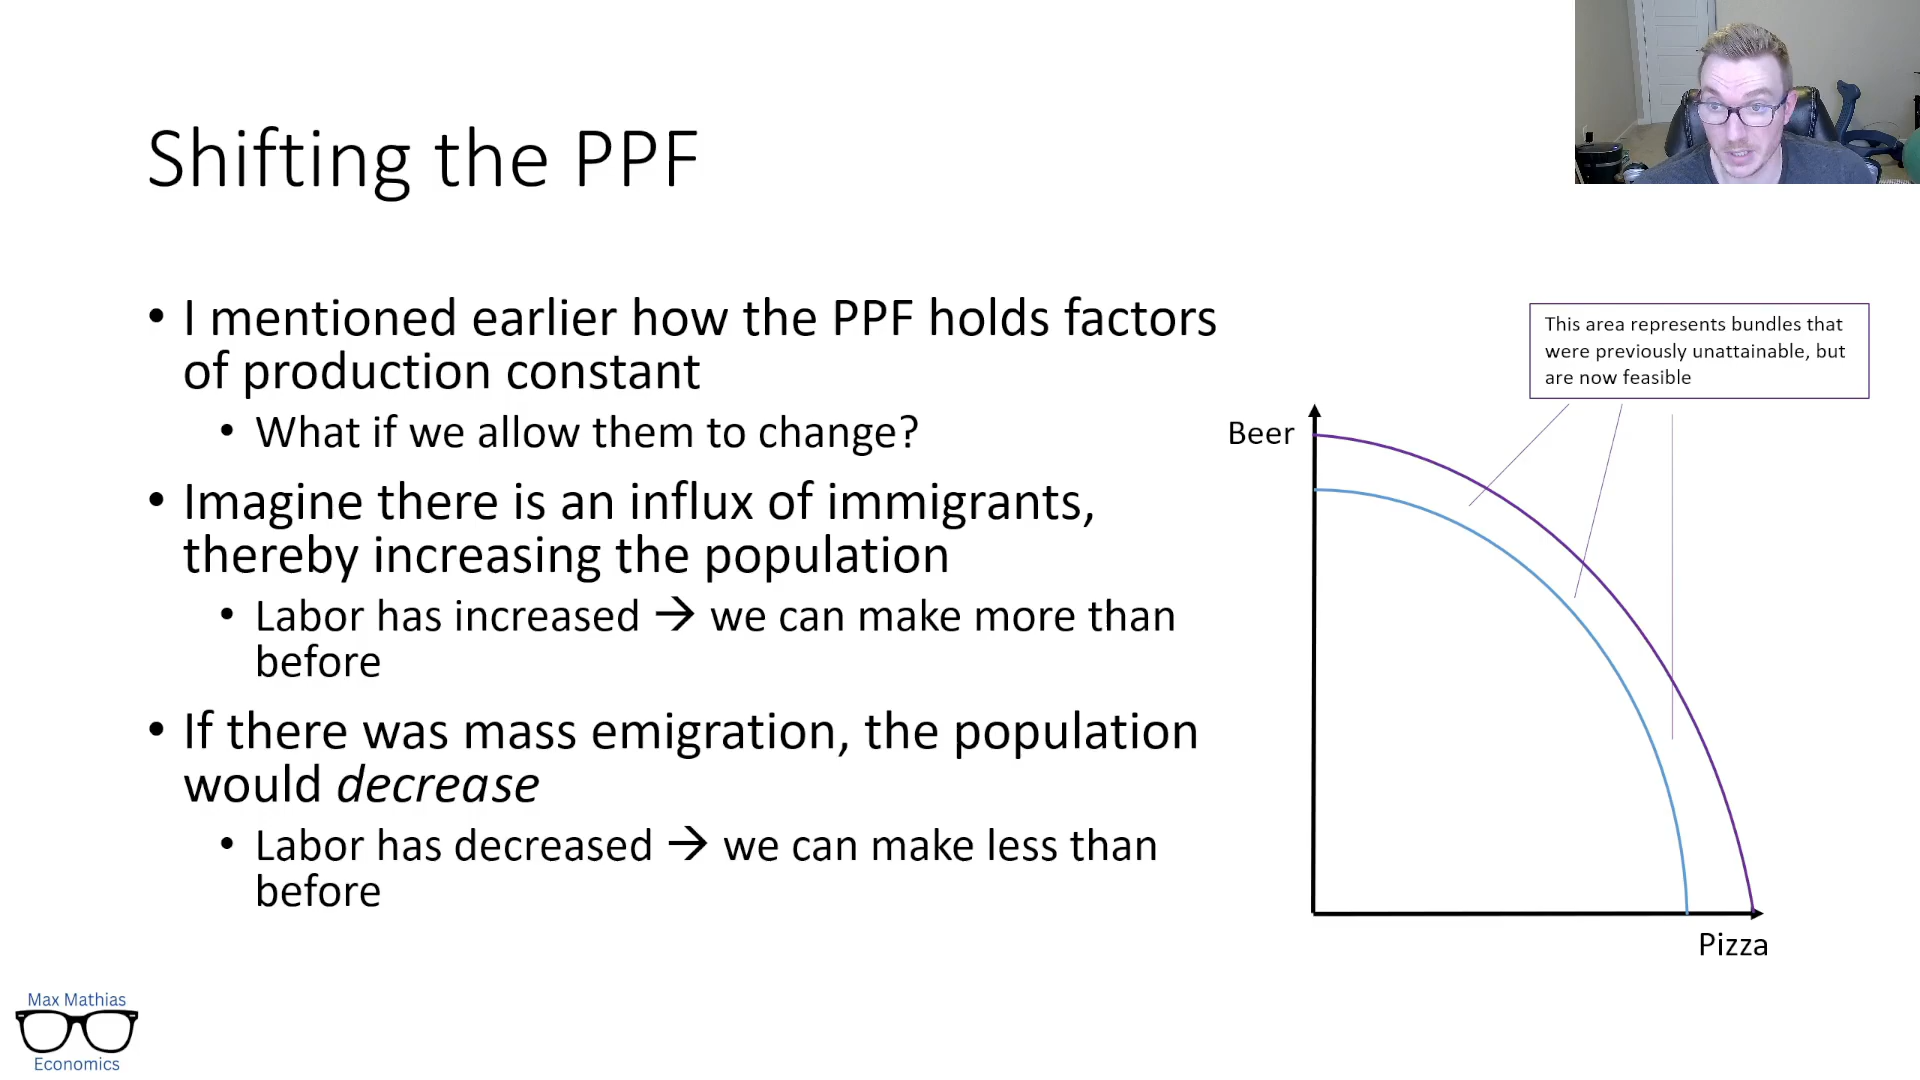 Shifting the PPF
• I mentioned earlier how the PPF holds factors
of production constant
• What if we allow them to change?
• Imagine there is an influx of immigrants,
thereby increasing the population
• Labor has increased → we can make more than
before
• If there was mass emigration, the population
would decrease
• Labor has decreased → we can make less than
before
This area represents bundles that
were previously unattainable, but
are now feasible
Beer
Pizza
Max Mathias
Economics